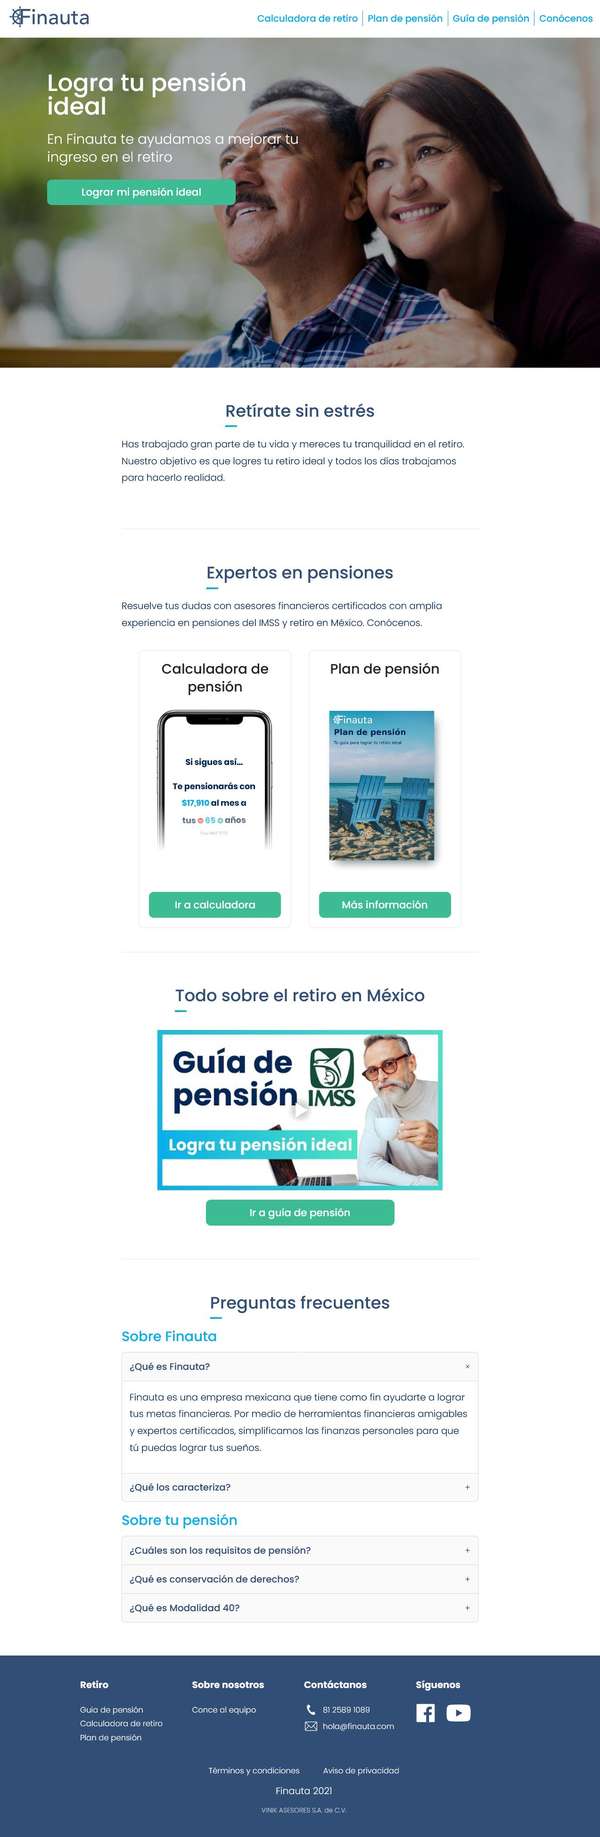 Finauta
Calculadora de retiro
Plan de pensión
Guía de pensión
Conócenos
Logra tu pensión
ideal
En Finauta te ayudamos a mejorar tu
ingreso en el retiro
Lograr mi pensión ideal
Retírate sin estrés
Has trabajado gran parte de tu vida y mereces tu tranquilidad en el retiro.
Nuestro objetivo es que logres tu retiro ideal y todos los días trabajamos
para hacerlo realidad.
Expertos en pensiones
Resuelve tus dudas con asesores financieros certificados con amplia
experiencia en pensiones del IMSS y retiro en México. Conócenos.
Calculadora de
pensión
Si sigues así...
Te pensionarás con
$17,910 al mes a
tus 65 años
Ir a calculadora
Plan de pensión
Finauta
Plan de pensión
Tu guía para lograr tu retiro ideal
Más información
Todo sobre el retiro en México
Guía de
pensión
IMSS
Logra tu pensión ideal
Ir a guía de pensión
Preguntas frecuentes
Sobre Finauta
¿Qué es Finauta? ×
Finauta es una empresa mexicana que tiene como fin ayudarte a lograr
tus metas financieras. Por medio de herramientas financieras amigables
y expertos certificados, simplificamos las finanzas personales para que
tú puedas lograr tus sueños.
¿Qué los caracteriza? +
Sobre tu pensión
¿Cuáles son los requisitos de pensión? +
¿Qué es conservación de derechos? +
¿Qué es Modalidad 40? +
Retiro
Guia de pensión
Calculadora de retiro
Plan de pensión
Sobre nosotros
Conce al equipo
Contáctanos
81 2589 1089
hola@finauta.com
Síguenos
Términos y condiciones
Aviso de privacidad
Finauta 2021
VINIK ASESORES S.A. de C.V.